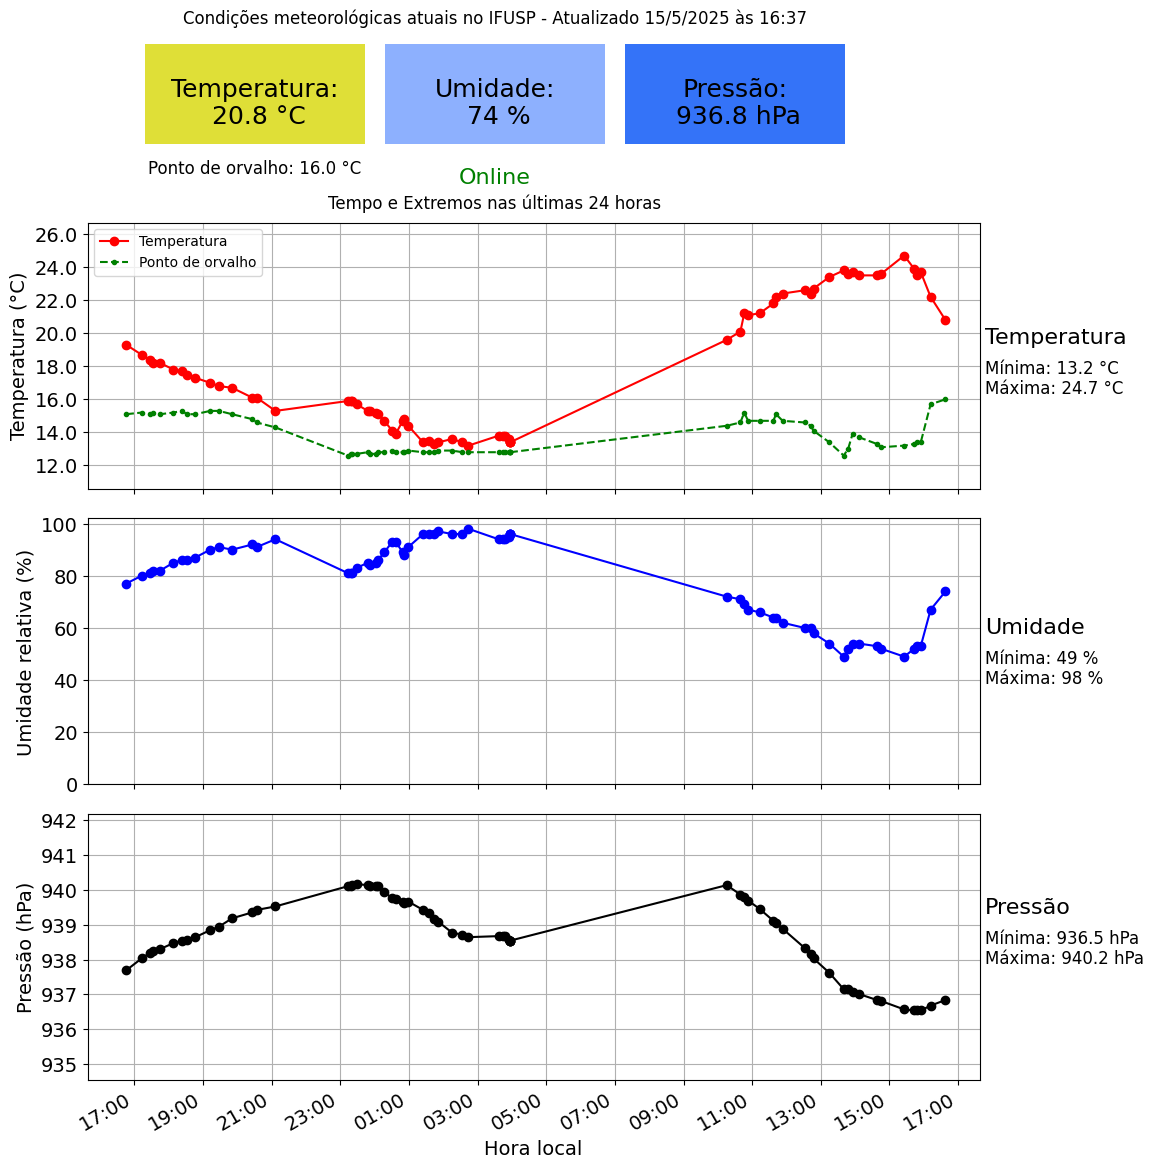 Condições meteorológicas atuais no IFUSP - Atualizado 15/5/2025 às 16:37
Temperatura:
20.8 °C
Umidade:
74 %
Pressão:
936.8 hPa
Ponto de orvalho: 16.0 °C
Online
Tempo e Extremos nas últimas 24 horas
Temperatura (°C)
26.0
24.0
22.0
20.0
18.0
16.0
14.0
12.0
Temperatura
Ponto de orvalho
Temperatura
Mínima: 13.2 °C
Máxima: 24.7 °C
Umidade relativa (%)
100
80
60
40
20
0
Umidade
Mínima: 49 %
Máxima: 98 %
Pressão (hPa)
942
941
940
939
938
937
936
935
Pressão
Mínima: 936.5 hPa
Máxima: 940.2 hPa
17:00 19:00 21:00 23:00 01:00 03:00 05:00 07:00 09:00 11:00 13:00 15:00 17:00
Hora local